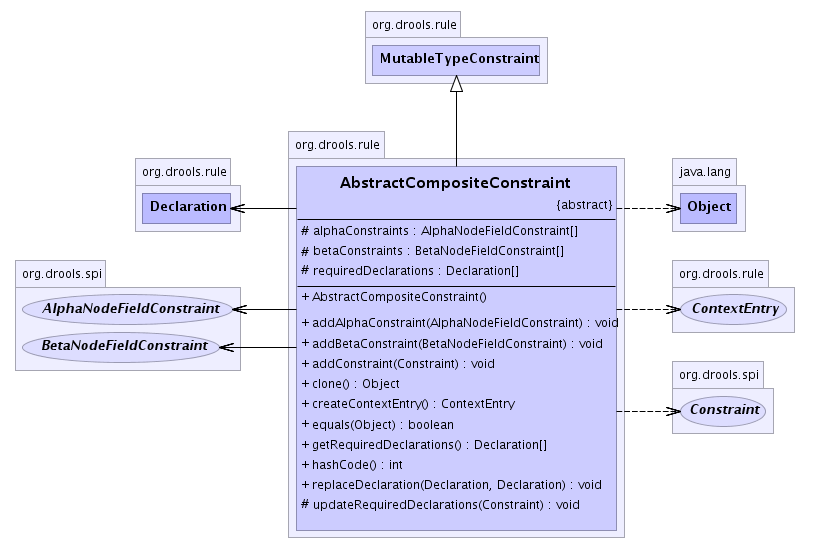 org.drools.rule
MutableTypeConstraint
org.drools.rule
AbstractCompositeConstraint
{abstract}
# alphaConstraints : AlphaNodeFieldConstraint[]
# betaConstraints : BetaNodeFieldConstraint[]
# requiredDeclarations : Declaration[]
+ AbstractCompositeConstraint()
+ addAlphaConstraint(AlphaNodeFieldConstraint) : void
+ addBetaConstraint(BetaNodeFieldConstraint) : void
+ addConstraint(Constraint) : void
+ clone() : Object
+ createContextEntry() : ContextEntry
+ equals(Object) : boolean
+ getRequiredDeclarations() : Declaration[]
+ hashCode() : int
+ replaceDeclaration(Declaration, Declaration) : void
# updateRequiredDeclarations(Constraint) : void
org.drools.rule
Declaration
org.drools.spi
AlphaNodeFieldConstraint
BetaNodeFieldConstraint
java.lang
Object
org.drools.rule
ContextEntry
org.drools.spi
Constraint